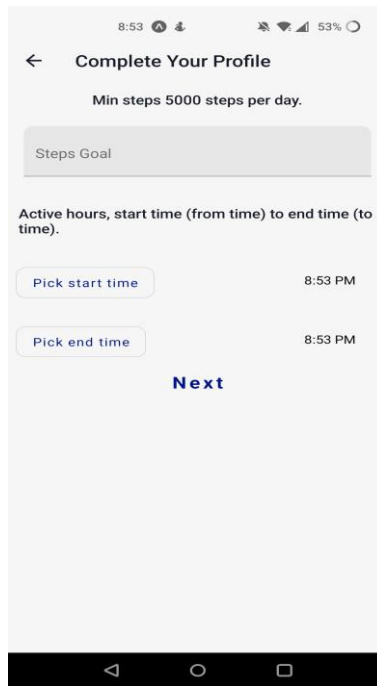 8:53 53%
Complete Your Profile
Min steps 5000 steps per day.
Steps Goal
Active hours, start time (from time) to end time (to
time).
Pick start time 8:53 PM
Pick end time 8:53 PM
Next